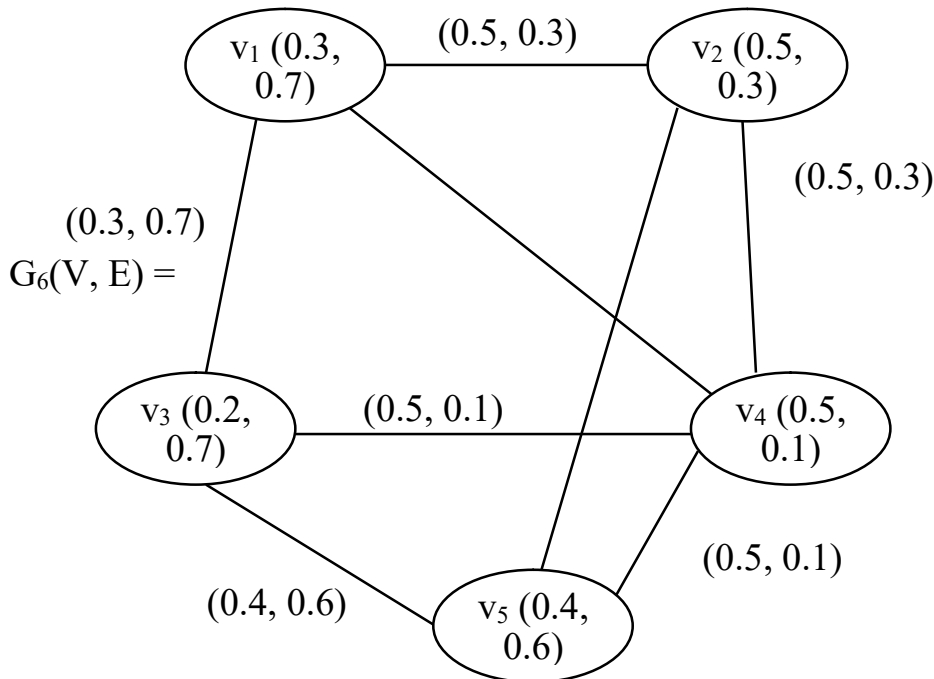 (0.5, 0.3)
v₁ (0.3,
0.7)
v₂ (0.5,
0.3)
(0.5, 0.3)
(0.3, 0.7)
G₆(V, E) =
v₃ (0.2,
0.7)
(0.5, 0.1)
v₄ (0.5,
0.1)
(0.5, 0.1)
(0.4, 0.6)
v₅ (0.4,
0.6)